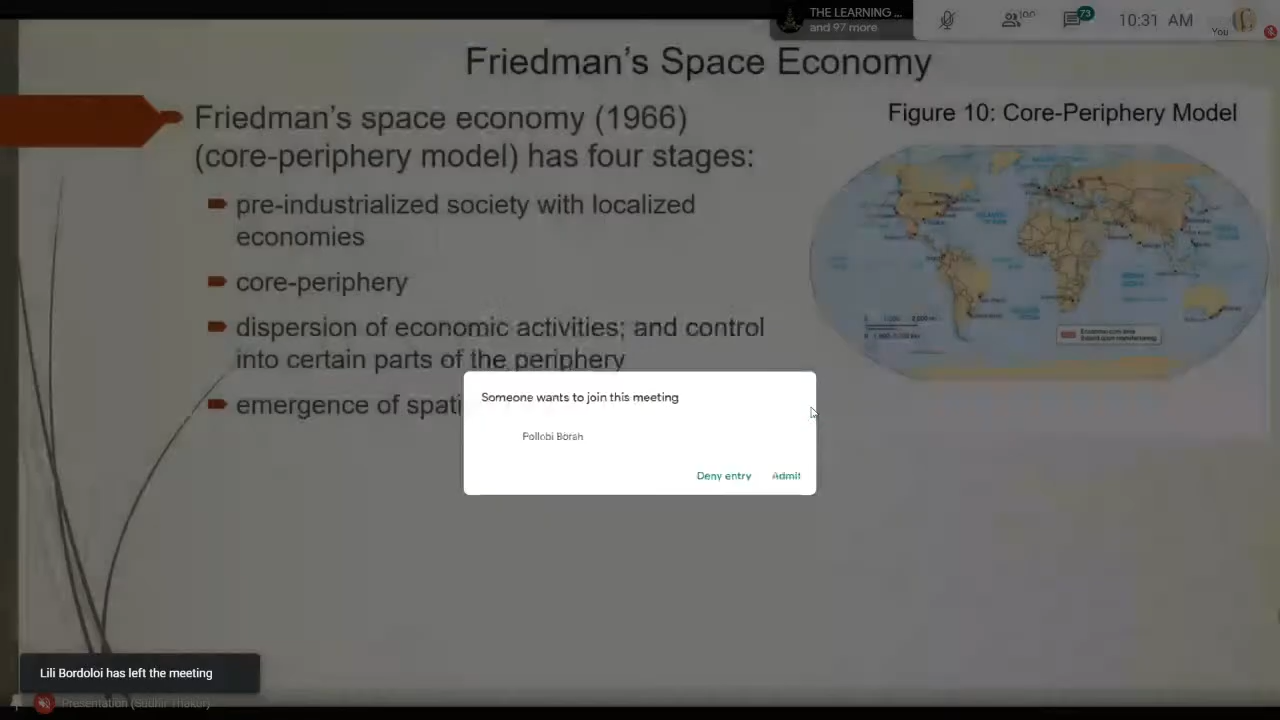 THE LEARNING ...
and 97 more
100
73
10:31 AM
You
Friedman's Space Economy
Friedman's space economy (1966)
(core-periphery model) has four stages:
pre-industrialized society with localized
economies
core-periphery
dispersion of economic activities; and control
into certain parts of the periphery
emergence of spati
Figure 10: Core-Periphery Model
Someone wants to join this meeting
Pollobi Borah
Deny entry Admit
Lili Bordoloi has left the meeting
Presentation (Sudhir Thakur)